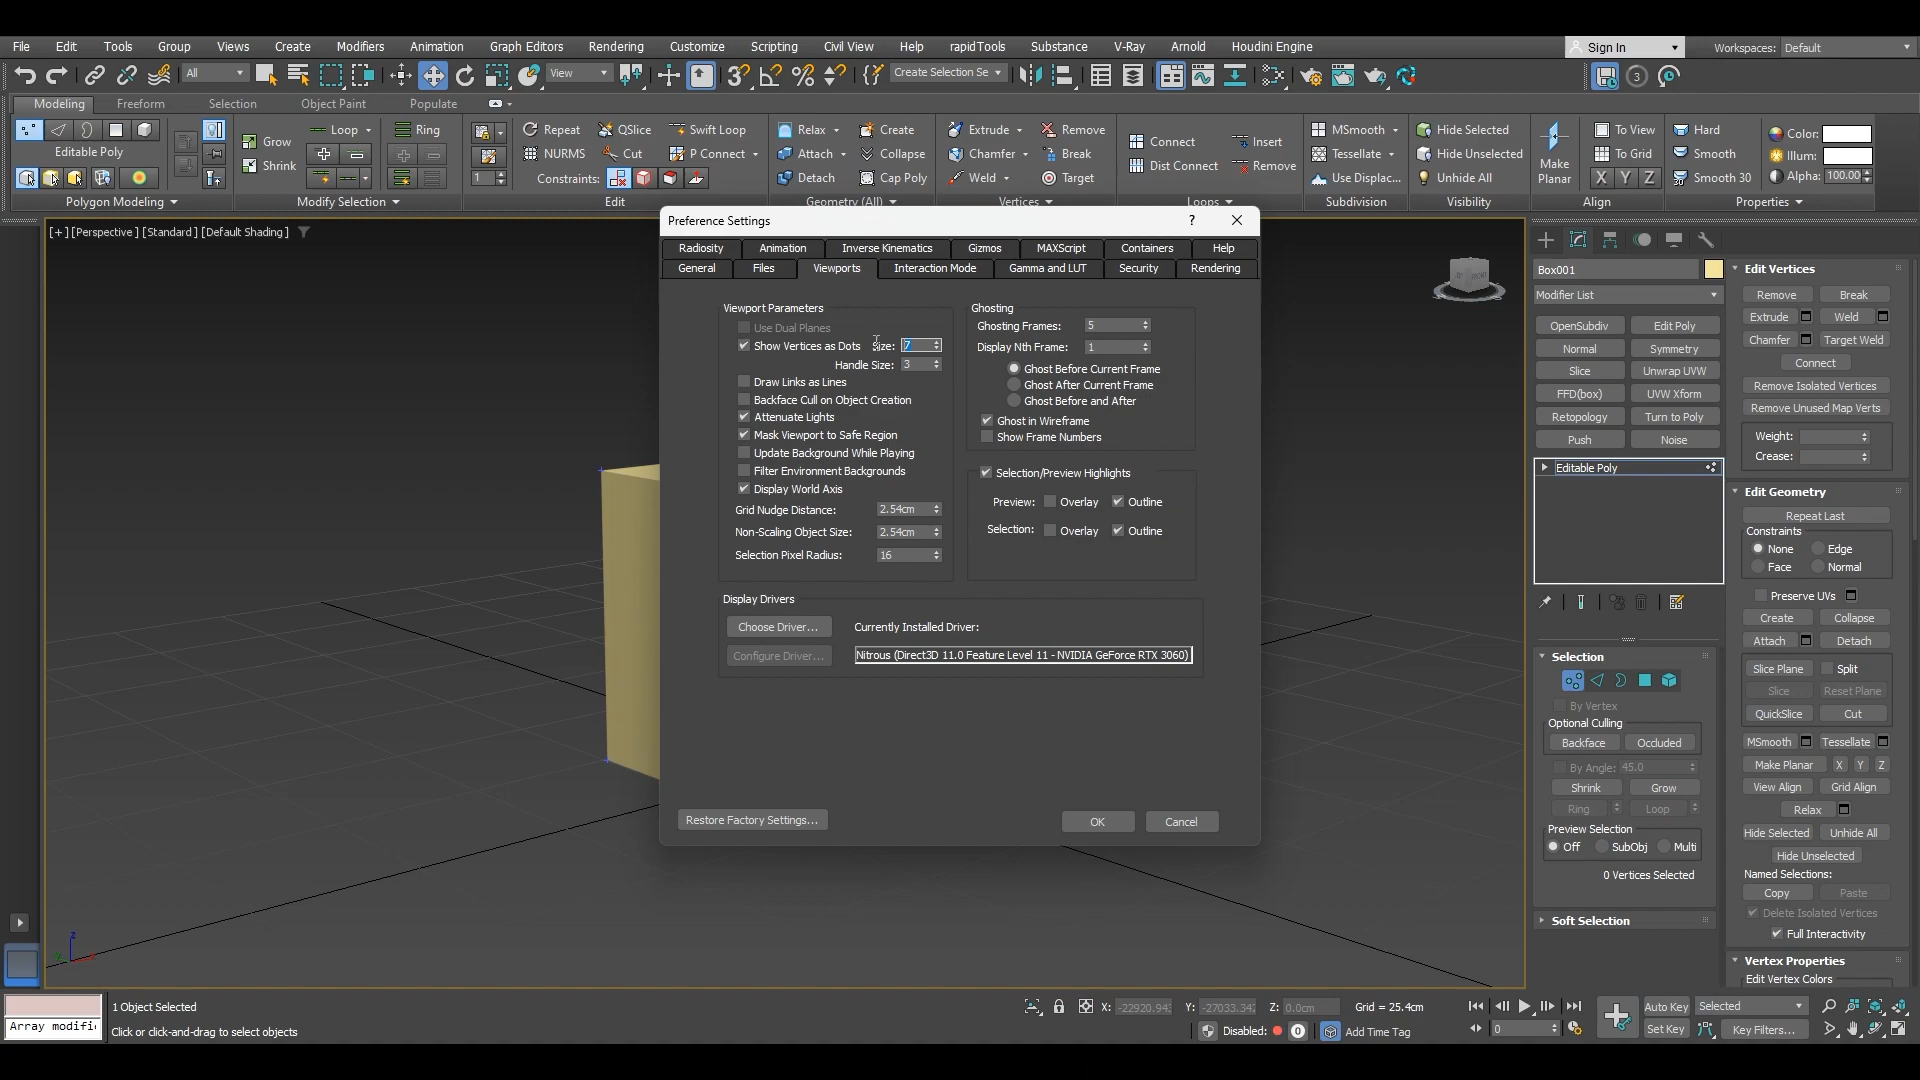 File Edit Tools Group Views Create Modifiers Animation Graph Editors Rendering Customize Scripting Civil View Help rapidTools Substance V-Ray Arnold Houdini Engine Sign In Workspaces: Default
All View Create Selection Se 3
Modeling Freeform Selection Object Paint Populate
Loop Ring Repeat QSlice Swift Loop Relax Create Extrude Remove MSmooth Hide Selected To View Hard Color:
Editable Poly Grow NURMS Cut P Connect Attach Collapse Chamfer Break Connect Insert Tessellate Hide Unselected To Grid Smooth Illum:
Shrink 1 Constraints: Detach Cap Poly Weld Target Dist Connect Remove Use Displac... Unhide All Make Planar X Y Z Smooth 30 Alpha: 100.00
Polygon Modeling Modify Selection Edit Geometry (All) Vertices Loops Subdivision Visibility Align Properties
[+] [Perspective] [Standard] [Default Shading]
Preference Settings ?
Radiosity Animation Inverse Kinematics Gizmos MAXScript Containers Help
General Files Viewports Interaction Mode Gamma and LUT Security Rendering
Viewport Parameters
Use Dual Planes
Show Vertices as Dots Size: 7
Handle Size: 3
Draw Links as Lines
Backface Cull on Object Creation
Attenuate Lights
Mask Viewport to Safe Region
Update Background While Playing
Filter Environment Backgrounds
Display World Axis
Grid Nudge Distance: 2.54cm
Non-Scaling Object Size: 2.54cm
Selection Pixel Radius: 16
Ghosting
Ghosting Frames: 5
Display Nth Frame: 1
Ghost Before Current Frame
Ghost After Current Frame
Ghost Before and After
Ghost in Wireframe
Show Frame Numbers
Selection/Preview Highlights
Preview: Overlay Outline
Selection: Overlay Outline
Display Drivers
Choose Driver... Currently Installed Driver:
Configure Driver... Nitrous (Direct3D 11.0 Feature Level 11 - NVIDIA GeForce RTX 3060)
Restore Factory Settings... OK Cancel
FRONT
z
Box001
Modifier List
OpenSubdiv Edit Poly
Normal Symmetry
Slice Unwrap UVW
FFD(box) UVW Xform
Retopology Turn to Poly
Push Noise
Editable Poly
Selection
By Vertex
Optional Culling
Backface Occluded
By Angle: 45.0
Shrink Grow
Ring Loop
Preview Selection
Off SubObj Multi
0 Vertices Selected
Soft Selection
Edit Vertices
Remove Break
Extrude Weld
Chamfer Target Weld
Connect
Remove Isolated Vertices
Remove Unused Map Verts
Weight:
Crease:
Edit Geometry
Repeat Last
Constraints
None Edge
Face Normal
Preserve UVs
Create Collapse
Attach Detach
Slice Plane Split
Slice Reset Plane
QuickSlice Cut
MSmooth Tessellate
Make Planar X Y Z
View Align Grid Align
Relax
Hide Selected Unhide All
Hide Unselected
Named Selections:
Copy Paste
Delete Isolated Vertices
Full Interactivity
Vertex Properties
Edit Vertex Colors
1 Object Selected X: -22920.943 Y: -27033.342 Z: 0.0cm Grid = 25.4cm Auto Key Selected
Array modifi Click or click-and-drag to select objects Disabled: 0 Add Time Tag 0 Set Key Key Filters...